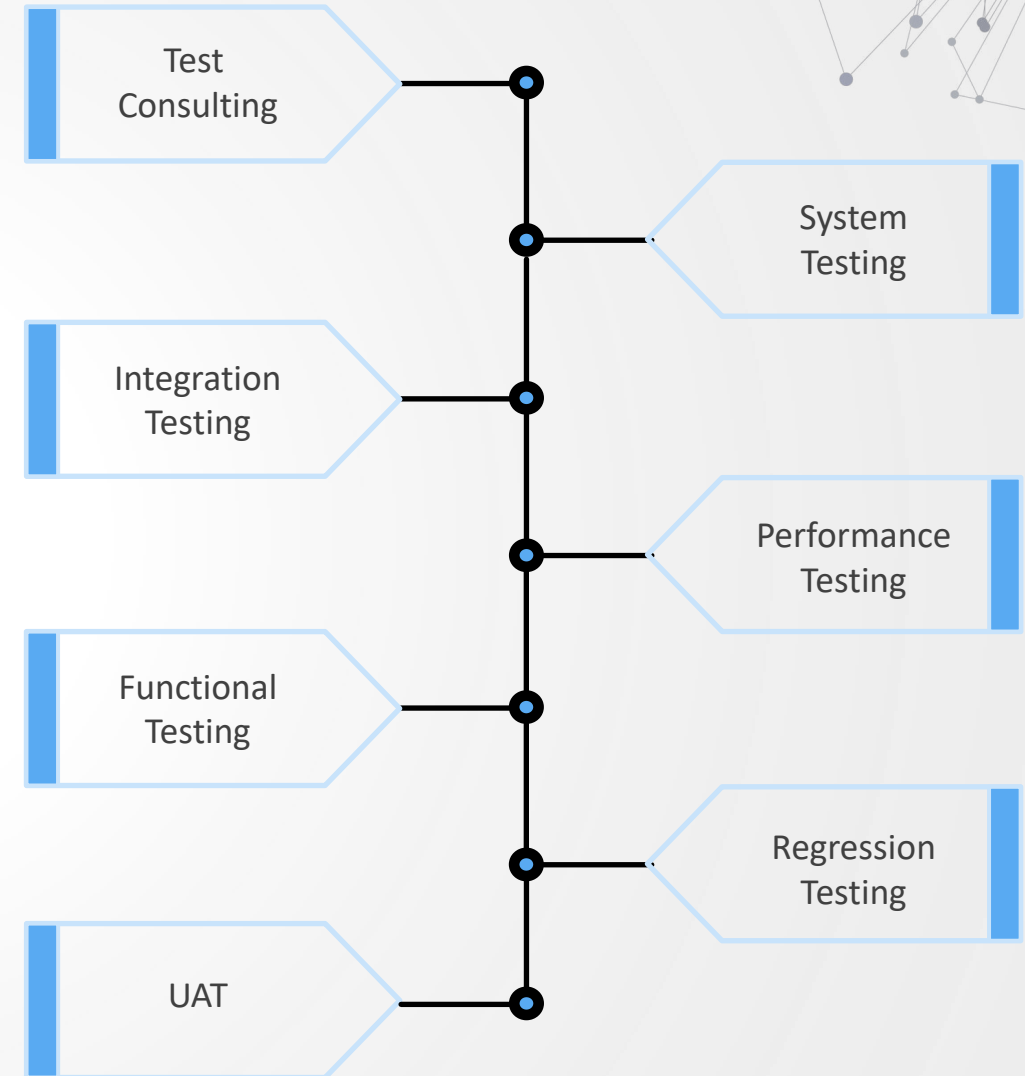 Test
Consulting
System
Testing
Integration
Testing
Performance
Testing
Functional
Testing
Regression
Testing
UAT